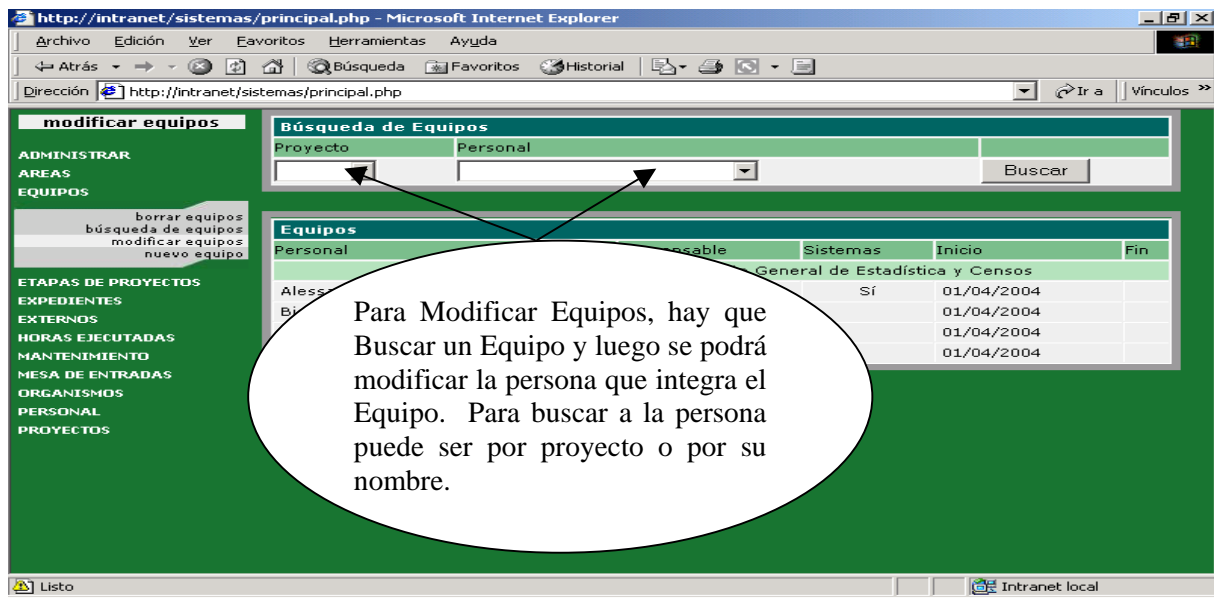 http://intranet/sistemas/principal.php - Microsoft Internet Explorer
Archivo Edición Ver Favoritos Herramientas Ayuda
Atrás Búsqueda Favoritos Historial
Dirección http://intranet/sistemas/principal.php Ir a Vínculos »
modificar equipos
ADMINISTRAR
AREAS
EQUIPOS
borrar equipos
búsqueda de equipos
modificar equipos
nuevo equipo
ETAPAS DE PROYECTOS
EXPEDIENTES
EXTERNOS
HORAS EJECUTADAS
MANTENIMIENTO
MESA DE ENTRADAS
ORGANISMOS
PERSONAL
PROYECTOS
Búsqueda de Equipos
Proyecto Personal
Buscar
Equipos
Personal Sistemas Inicio Fin
General de Estadística y Censos
Sí 01/04/2004
01/04/2004
01/04/2004
01/04/2004
Para Modificar Equipos, hay que
Buscar un Equipo y luego se podrá
modificar la persona que integra el
Equipo. Para buscar a la persona
puede ser por proyecto o por su
nombre.
Listo Intranet local